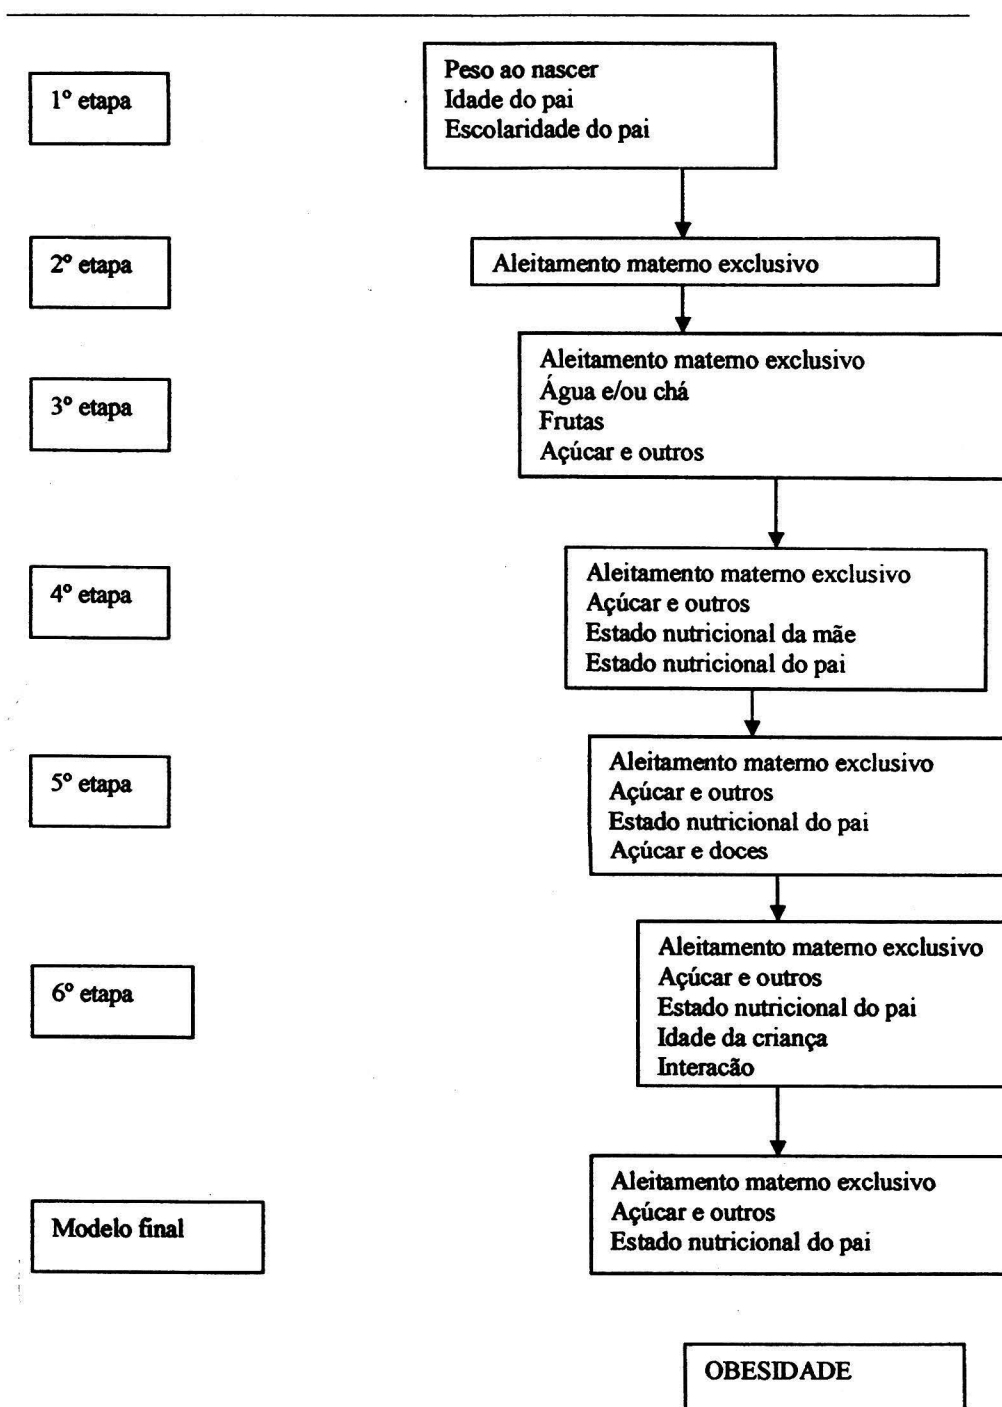 1º etapa
Peso ao nascer
Idade do pai
Escolaridade do pai
2º etapa
Aleitamento materno exclusivo
3º etapa
Aleitamento materno exclusivo
Água e/ou chá
Frutas
Açúcar e outros
4º etapa
Aleitamento materno exclusivo
Açúcar e outros
Estado nutricional da mãe
Estado nutricional do pai
5º etapa
Aleitamento materno exclusivo
Açúcar e outros
Estado nutricional do pai
Açúcar e doces
6º etapa
Aleitamento materno exclusivo
Açúcar e outros
Estado nutricional do pai
Idade da criança
Interacão
Modelo final
Aleitamento materno exclusivo
Açúcar e outros
Estado nutricional do pai
OBESIDADE